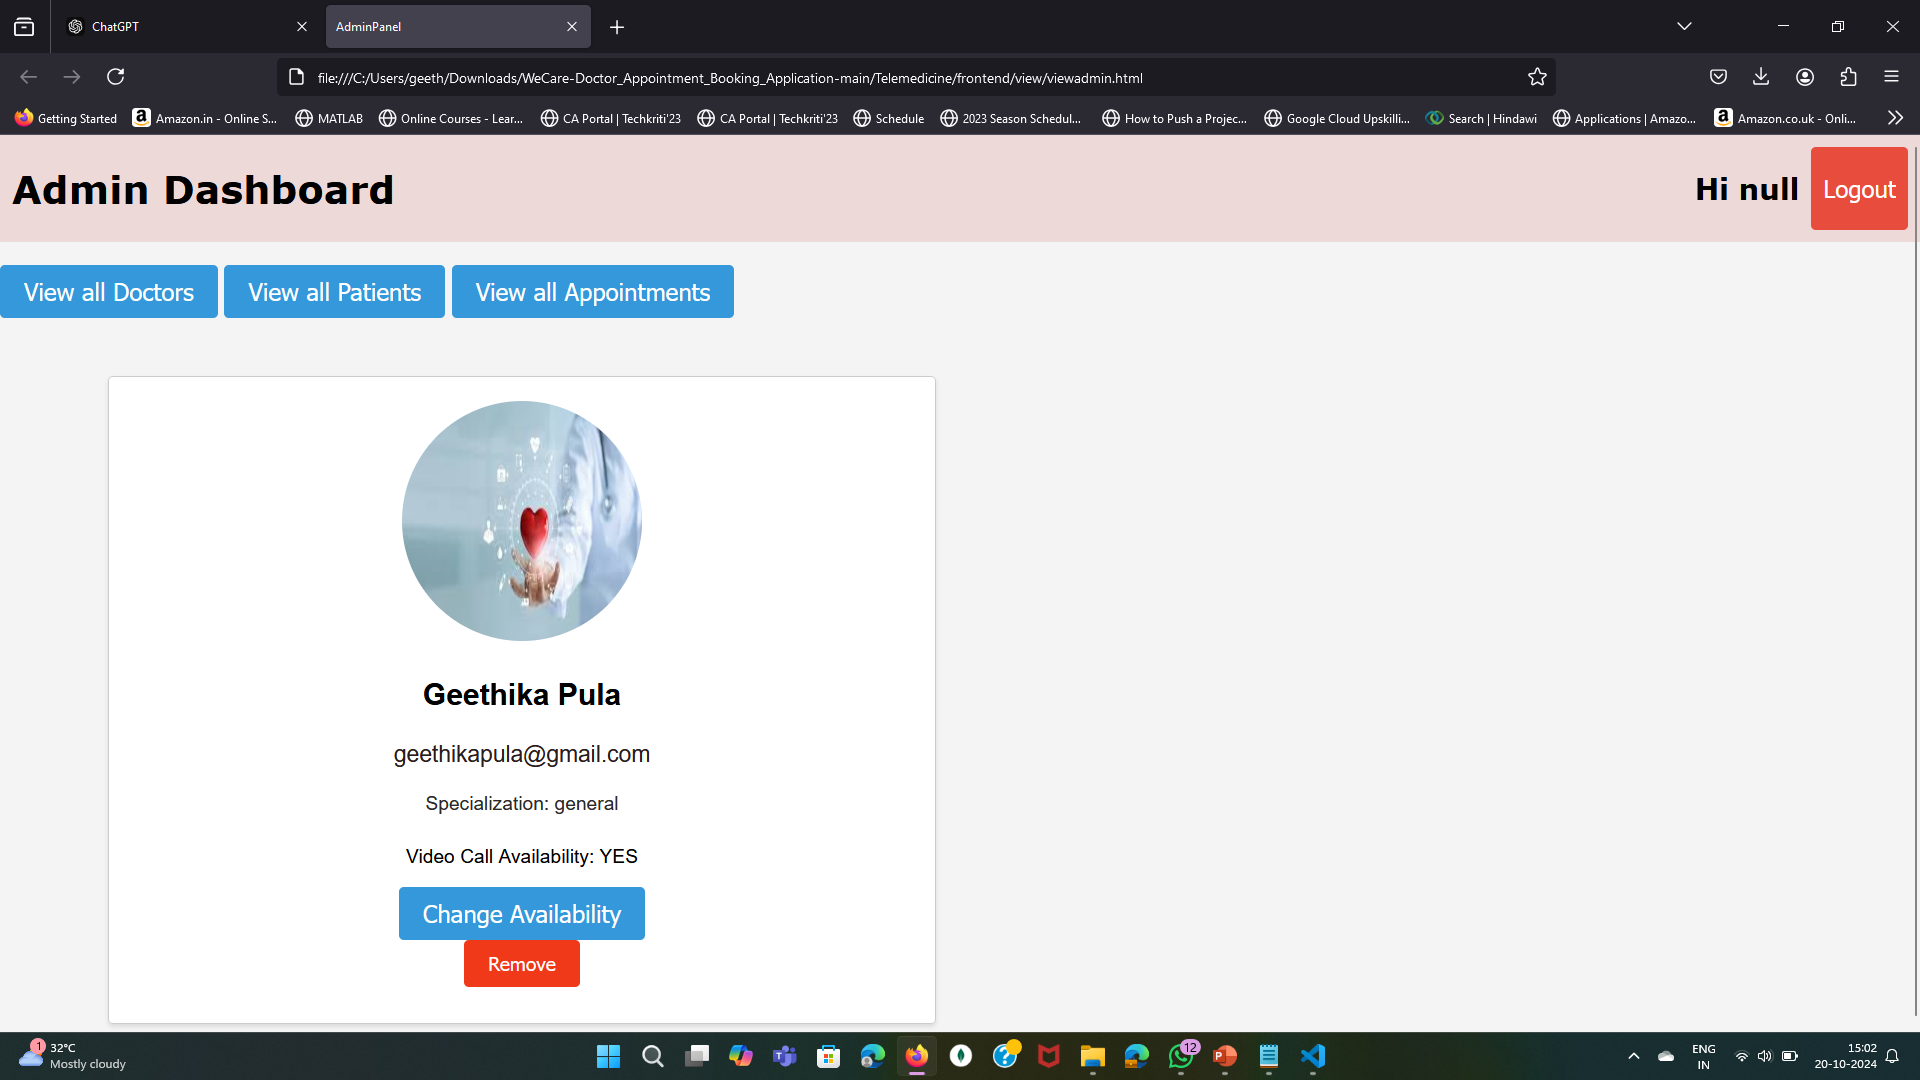 ChatGPT
AdminPanel
file:///C:/Users/geeth/Downloads/WeCare-Doctor_Appointment_Booking_Application-main/Telemedicine/frontend/view/viewadmin.html
Getting Started
Amazon.in - Online S...
MATLAB
Online Courses - Lear...
CA Portal | Techkriti'23
CA Portal | Techkriti'23
Schedule
2023 Season Schedul...
How to Push a Projec...
Google Cloud Upskilli...
Search | Hindawi
Applications | Amazo...
Amazon.co.uk - Onli...
Admin Dashboard
Hi null
Logout
View all Doctors
View all Patients
View all Appointments
Geethika Pula
geethikapula@gmail.com
Specialization: general
Video Call Availability: YES
Change Availability
Remove
1
32°C
Mostly cloudy
12
ENG
IN
15:02
20-10-2024